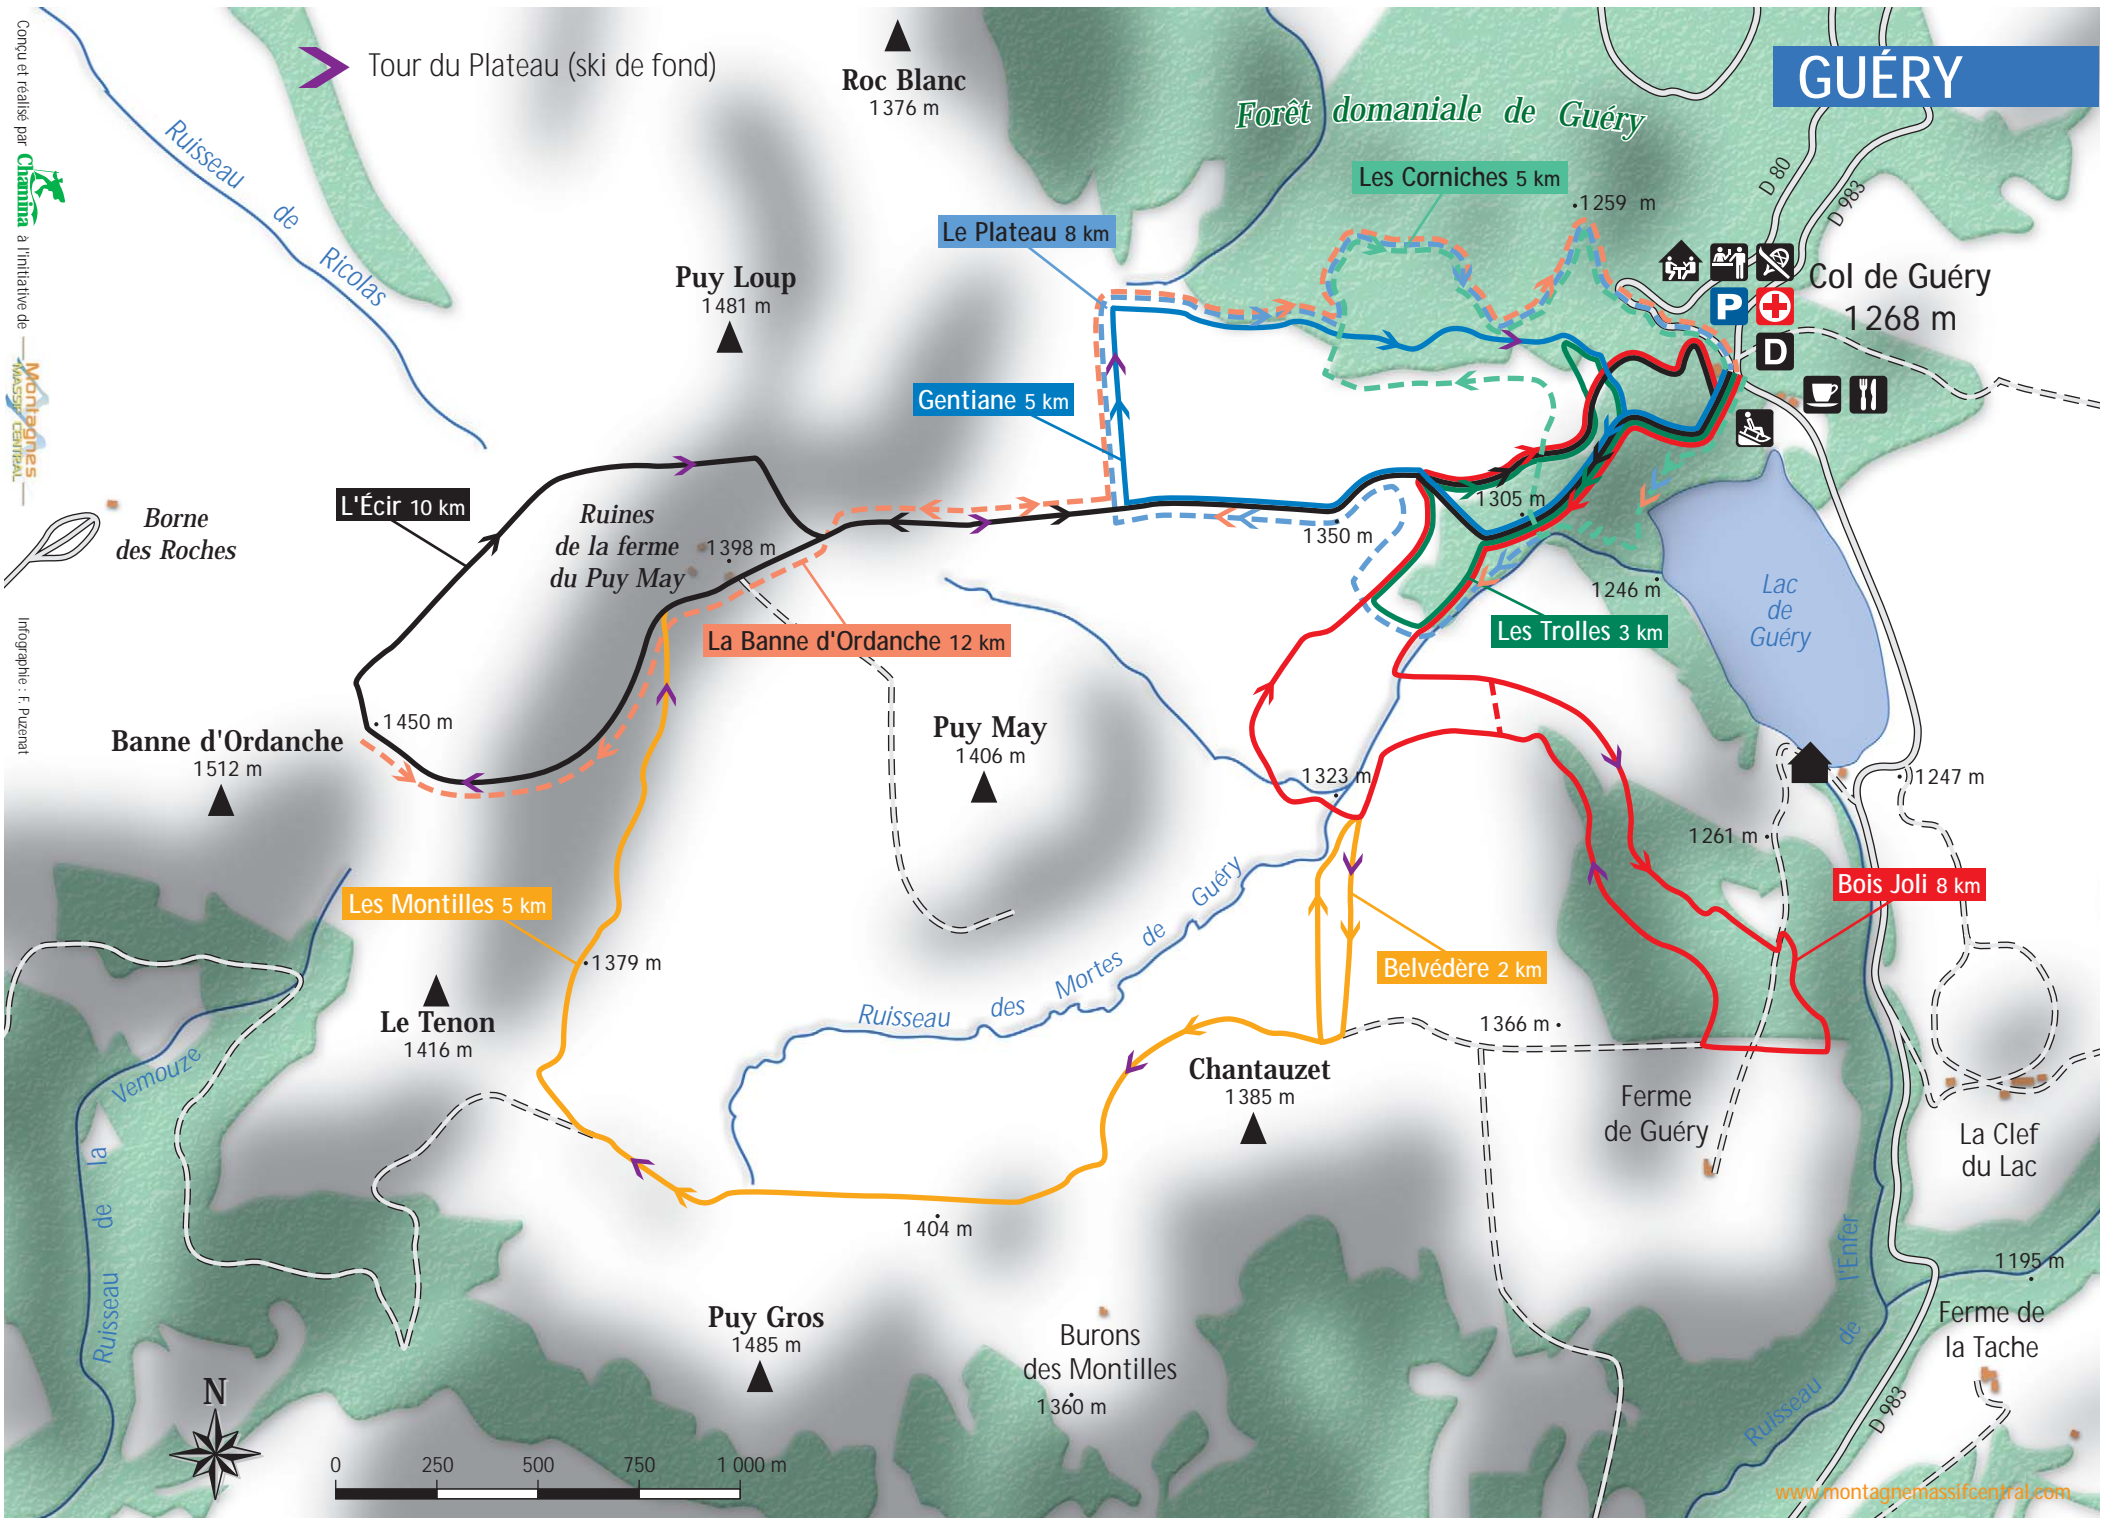 GUÉRY
Tour du Plateau (ski de fond)
Roc Blanc
1376 m
Forêt domaniale de Guéry
Les Corniches 5 km
D 80
D 983
1259 m
Le Plateau 8 km
Col de Guéry
1268 m
P
D
Ruisseau de Ricolas
Puy Loup
1481 m
Gentiane 5 km
L'Écir 10 km
Borne
des Roches
Ruines
de la ferme
du Puy May
1398 m
1305 m
1350 m
1246 m
Lac
de
Guéry
La Banne d'Ordanche 12 km
Les Trolles 3 km
1450 m
Banne d'Ordanche
1512 m
Puy May
1406 m
1323 m
1247 m
1261 m
Bois Joli 8 km
Les Montilles 5 km
Belvédère 2 km
1379 m
Le Tenon
1416 m
Ruisseau des Mortes de Guéry
1366 m
Chantauzet
1385 m
Ferme
de Guéry
La Clef
du Lac
Ruisseau de la Vemouze
1404 m
Ruisseau de l'Enfer
1195 m
Puy Gros
1485 m
Burons
des Montilles
1360 m
Ferme de
la Tache
D 983
N
0 250 500 750 1 000 m
www.montagnemassifcentral.com
Conçu et réalisé par Chamina à l'initiative de Montagnes
MASSIF CENTRAL
Infographie : F. Puzenat